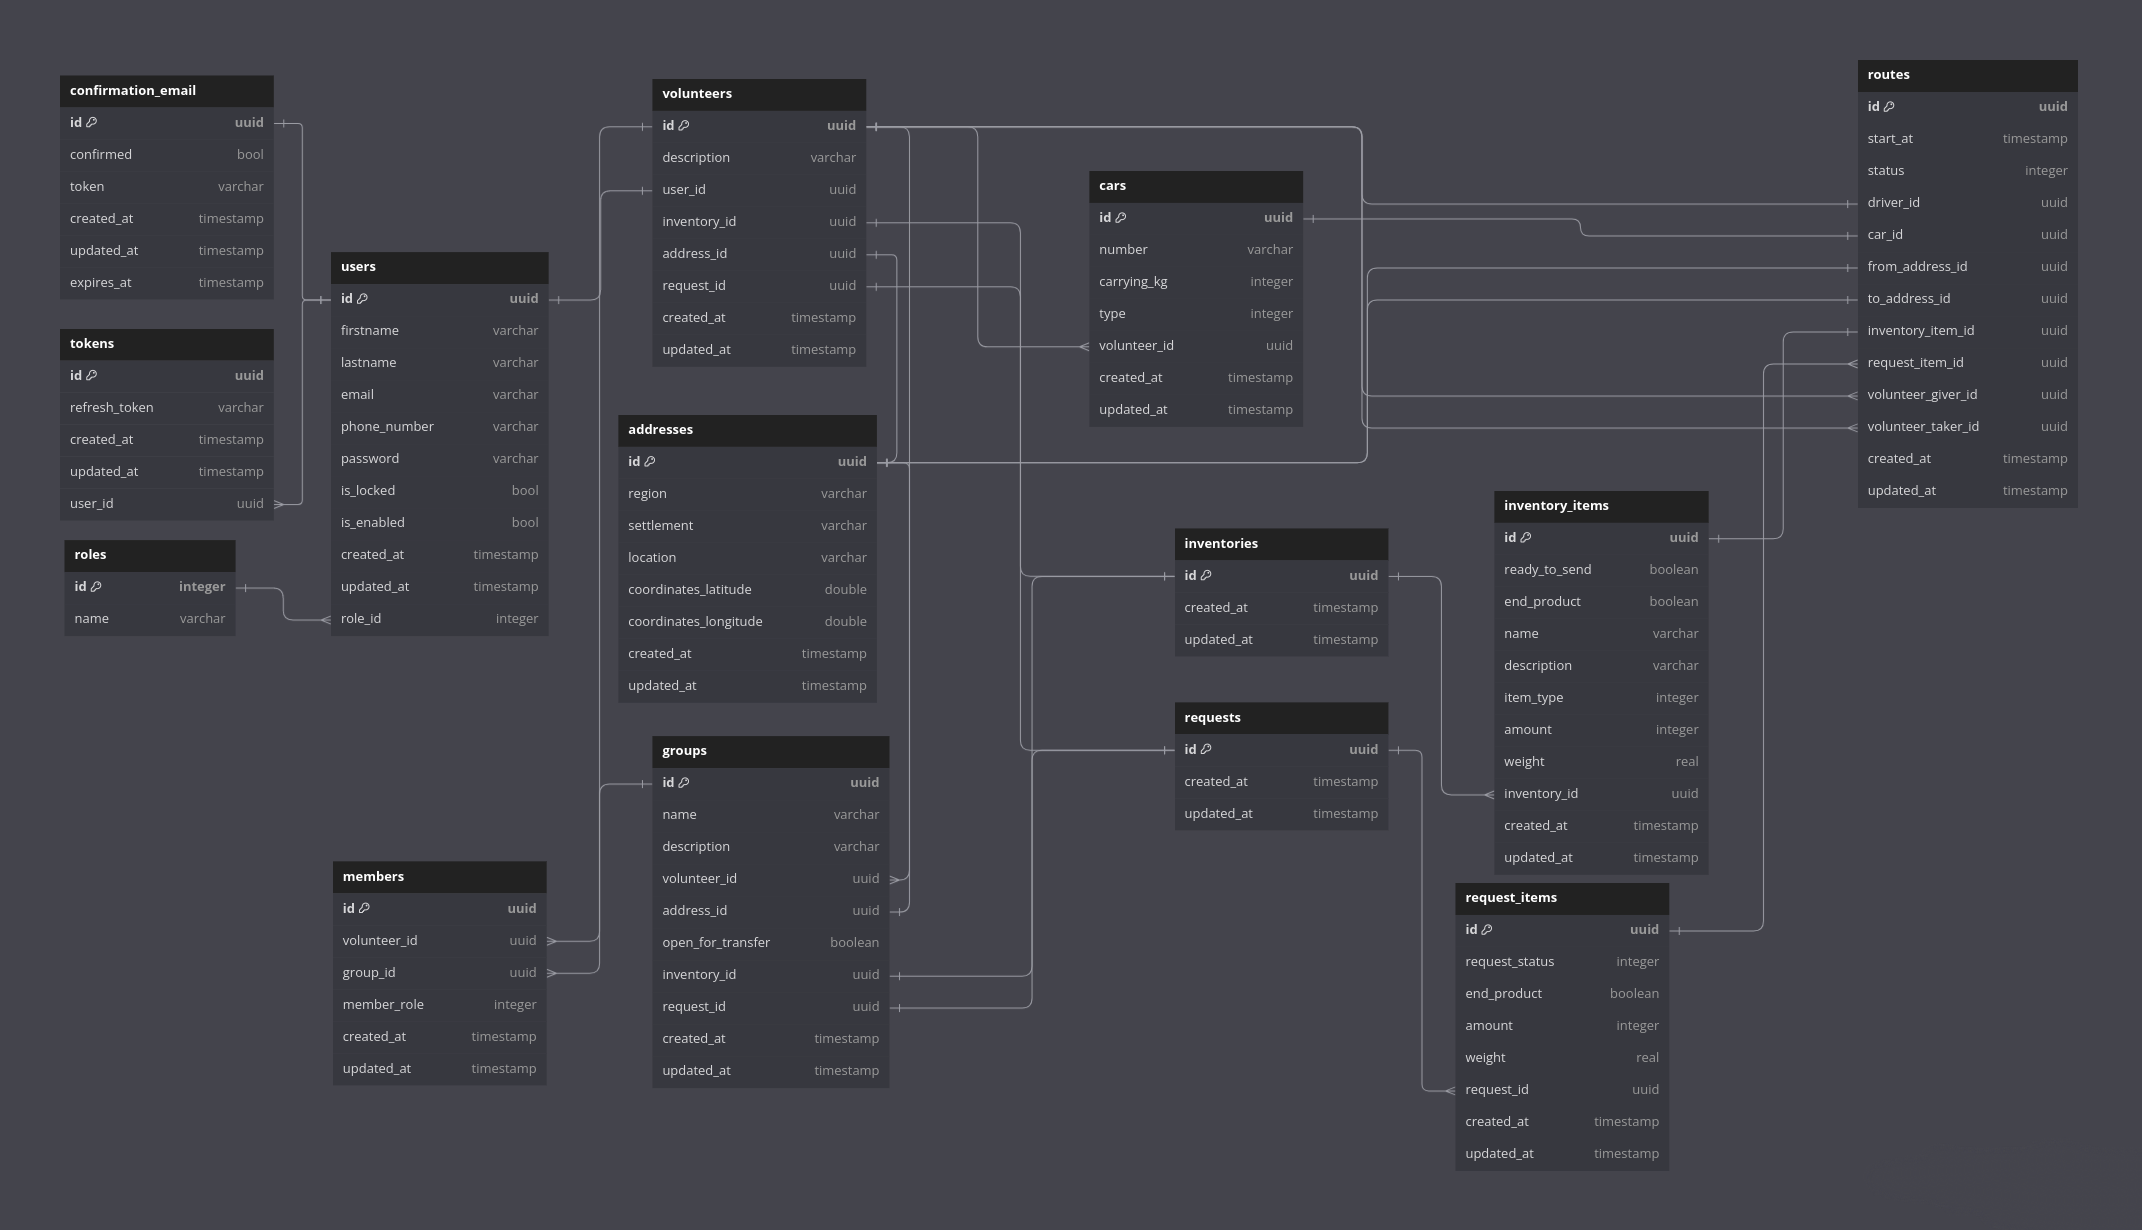 confirmation_email
id uuid
confirmed bool
token varchar
created_at timestamp
updated_at timestamp
expires_at timestamp
tokens
id uuid
refresh_token varchar
created_at timestamp
updated_at timestamp
user_id uuid
roles
id integer
name varchar
users
id uuid
firstname varchar
lastname varchar
email varchar
phone_number varchar
password varchar
is_locked bool
is_enabled bool
created_at timestamp
updated_at timestamp
role_id integer
members
id uuid
volunteer_id uuid
group_id uuid
member_role integer
created_at timestamp
updated_at timestamp
volunteers
id uuid
description varchar
user_id uuid
inventory_id uuid
address_id uuid
request_id uuid
created_at timestamp
updated_at timestamp
addresses
id uuid
region varchar
settlement varchar
location varchar
coordinates_latitude double
coordinates_longitude double
created_at timestamp
updated_at timestamp
groups
id uuid
name varchar
description varchar
volunteer_id uuid
address_id uuid
open_for_transfer boolean
inventory_id uuid
request_id uuid
created_at timestamp
updated_at timestamp
cars
id uuid
number varchar
carrying_kg integer
type integer
volunteer_id uuid
created_at timestamp
updated_at timestamp
inventories
id uuid
created_at timestamp
updated_at timestamp
requests
id uuid
created_at timestamp
updated_at timestamp
inventory_items
id uuid
ready_to_send boolean
end_product boolean
name varchar
description varchar
item_type integer
amount integer
weight real
inventory_id uuid
created_at timestamp
updated_at timestamp
request_items
id uuid
request_status integer
end_product boolean
amount integer
weight real
request_id uuid
created_at timestamp
updated_at timestamp
routes
id uuid
start_at timestamp
status integer
driver_id uuid
car_id uuid
from_address_id uuid
to_address_id uuid
inventory_item_id uuid
request_item_id uuid
volunteer_giver_id uuid
volunteer_taker_id uuid
created_at timestamp
updated_at timestamp